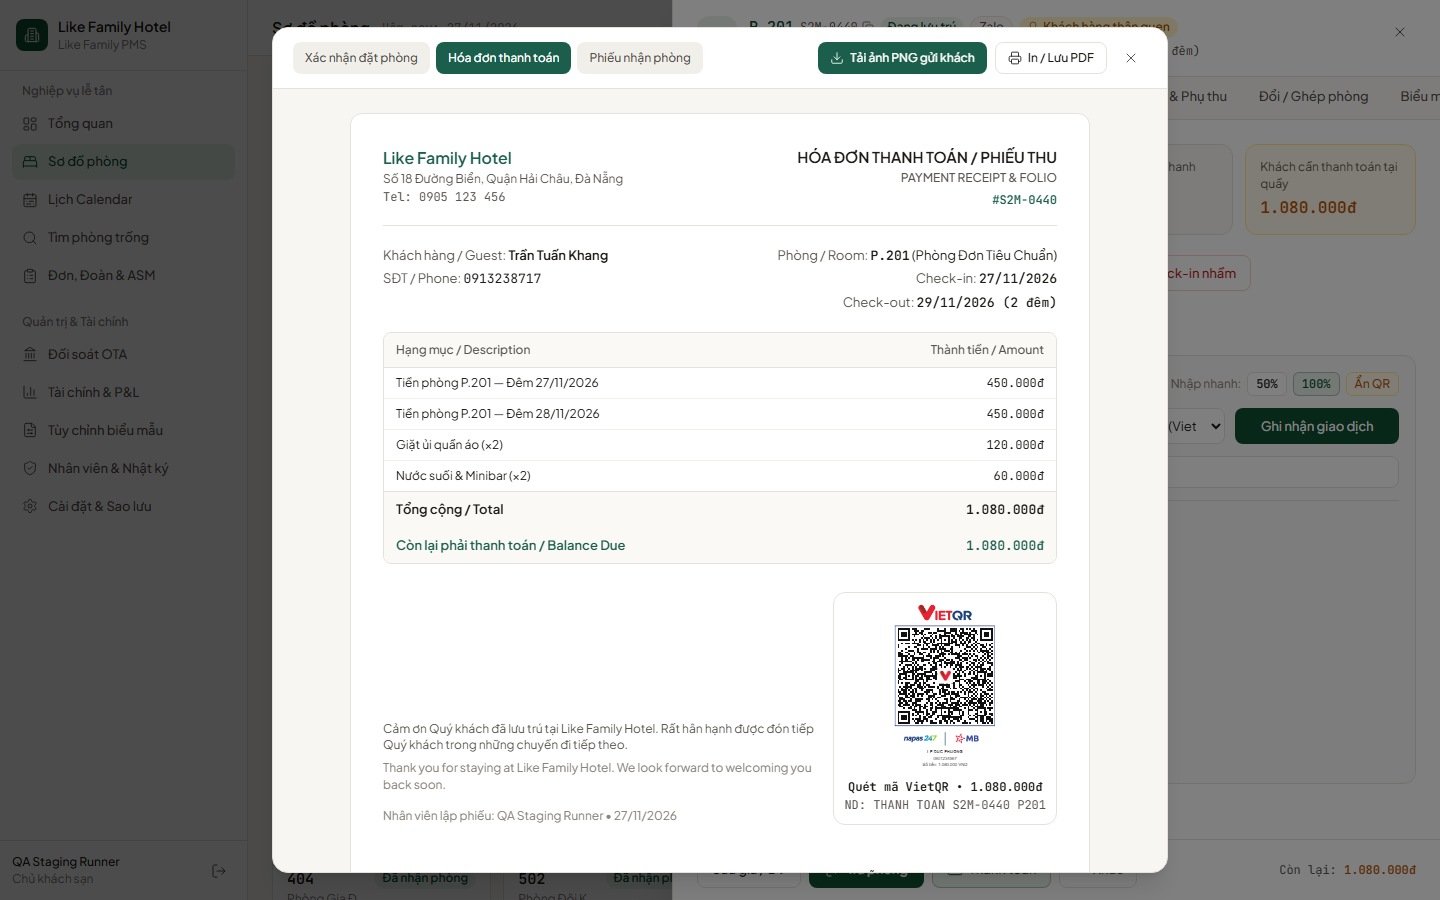 Like Family Hotel
Like Family PMS
Nghiệp vụ lễ tân
Tổng quan
Sơ đồ phòng
Lịch Calendar
Tìm phòng trống
Đơn, Đoàn & ASM
Quản trị & Tài chính
Đối soát OTA
Tài chính & P&L
Tùy chỉnh biểu mẫu
Nhân viên & Nhật ký
Cài đặt & Sao lưu
QA Staging Runner
Chủ khách sạn
Xác nhận đặt phòng
Hóa đơn thanh toán
Phiếu nhận phòng
Tải ảnh PNG gửi khách
In / Lưu PDF
Like Family Hotel
Số 18 Đường Biển, Quận Hải Châu, Đà Nẵng
Tel: 0905 123 456
HÓA ĐƠN THANH TOÁN / PHIẾU THU
PAYMENT RECEIPT & FOLIO
#S2M-0440
Khách hàng / Guest: Trần Tuấn Khang
SĐT / Phone: 0913238717
Phòng / Room: P.201 (Phòng Đơn Tiêu Chuẩn)
Check-in: 27/11/2026
Check-out: 29/11/2026 (2 đêm)
Hạng mục / Description Thành tiền / Amount
Tiền phòng P.201 — Đêm 27/11/2026 450.000đ
Tiền phòng P.201 — Đêm 28/11/2026 450.000đ
Giặt ủi quần áo (×2) 120.000đ
Nước suối & Minibar (×2) 60.000đ
Tổng cộng / Total 1.080.000đ
Còn lại phải thanh toán / Balance Due 1.080.000đ
VIETQR
napas 247 MB
Quét mã VietQR • 1.080.000đ
ND: THANH TOAN S2M-0440 P201
Cảm ơn Quý khách đã lưu trú tại Like Family Hotel. Rất hân hạnh được đón tiếp
Quý khách trong những chuyến đi tiếp theo.
Thank you for staying at Like Family Hotel. We look forward to welcoming you
back soon.
Nhân viên lập phiếu: QA Staging Runner • 27/11/2026
đêm)
& Phụ thu
Đổi / Ghép phòng
Khách cần thanh toán tại
quầy
1.080.000đ
ck-in nhầm
Nhập nhanh: 50% 100% Ẩn QR
(Viet
Ghi nhận giao dịch
404
Đã nhận phòng
502
Còn lại: 1.080.000đ